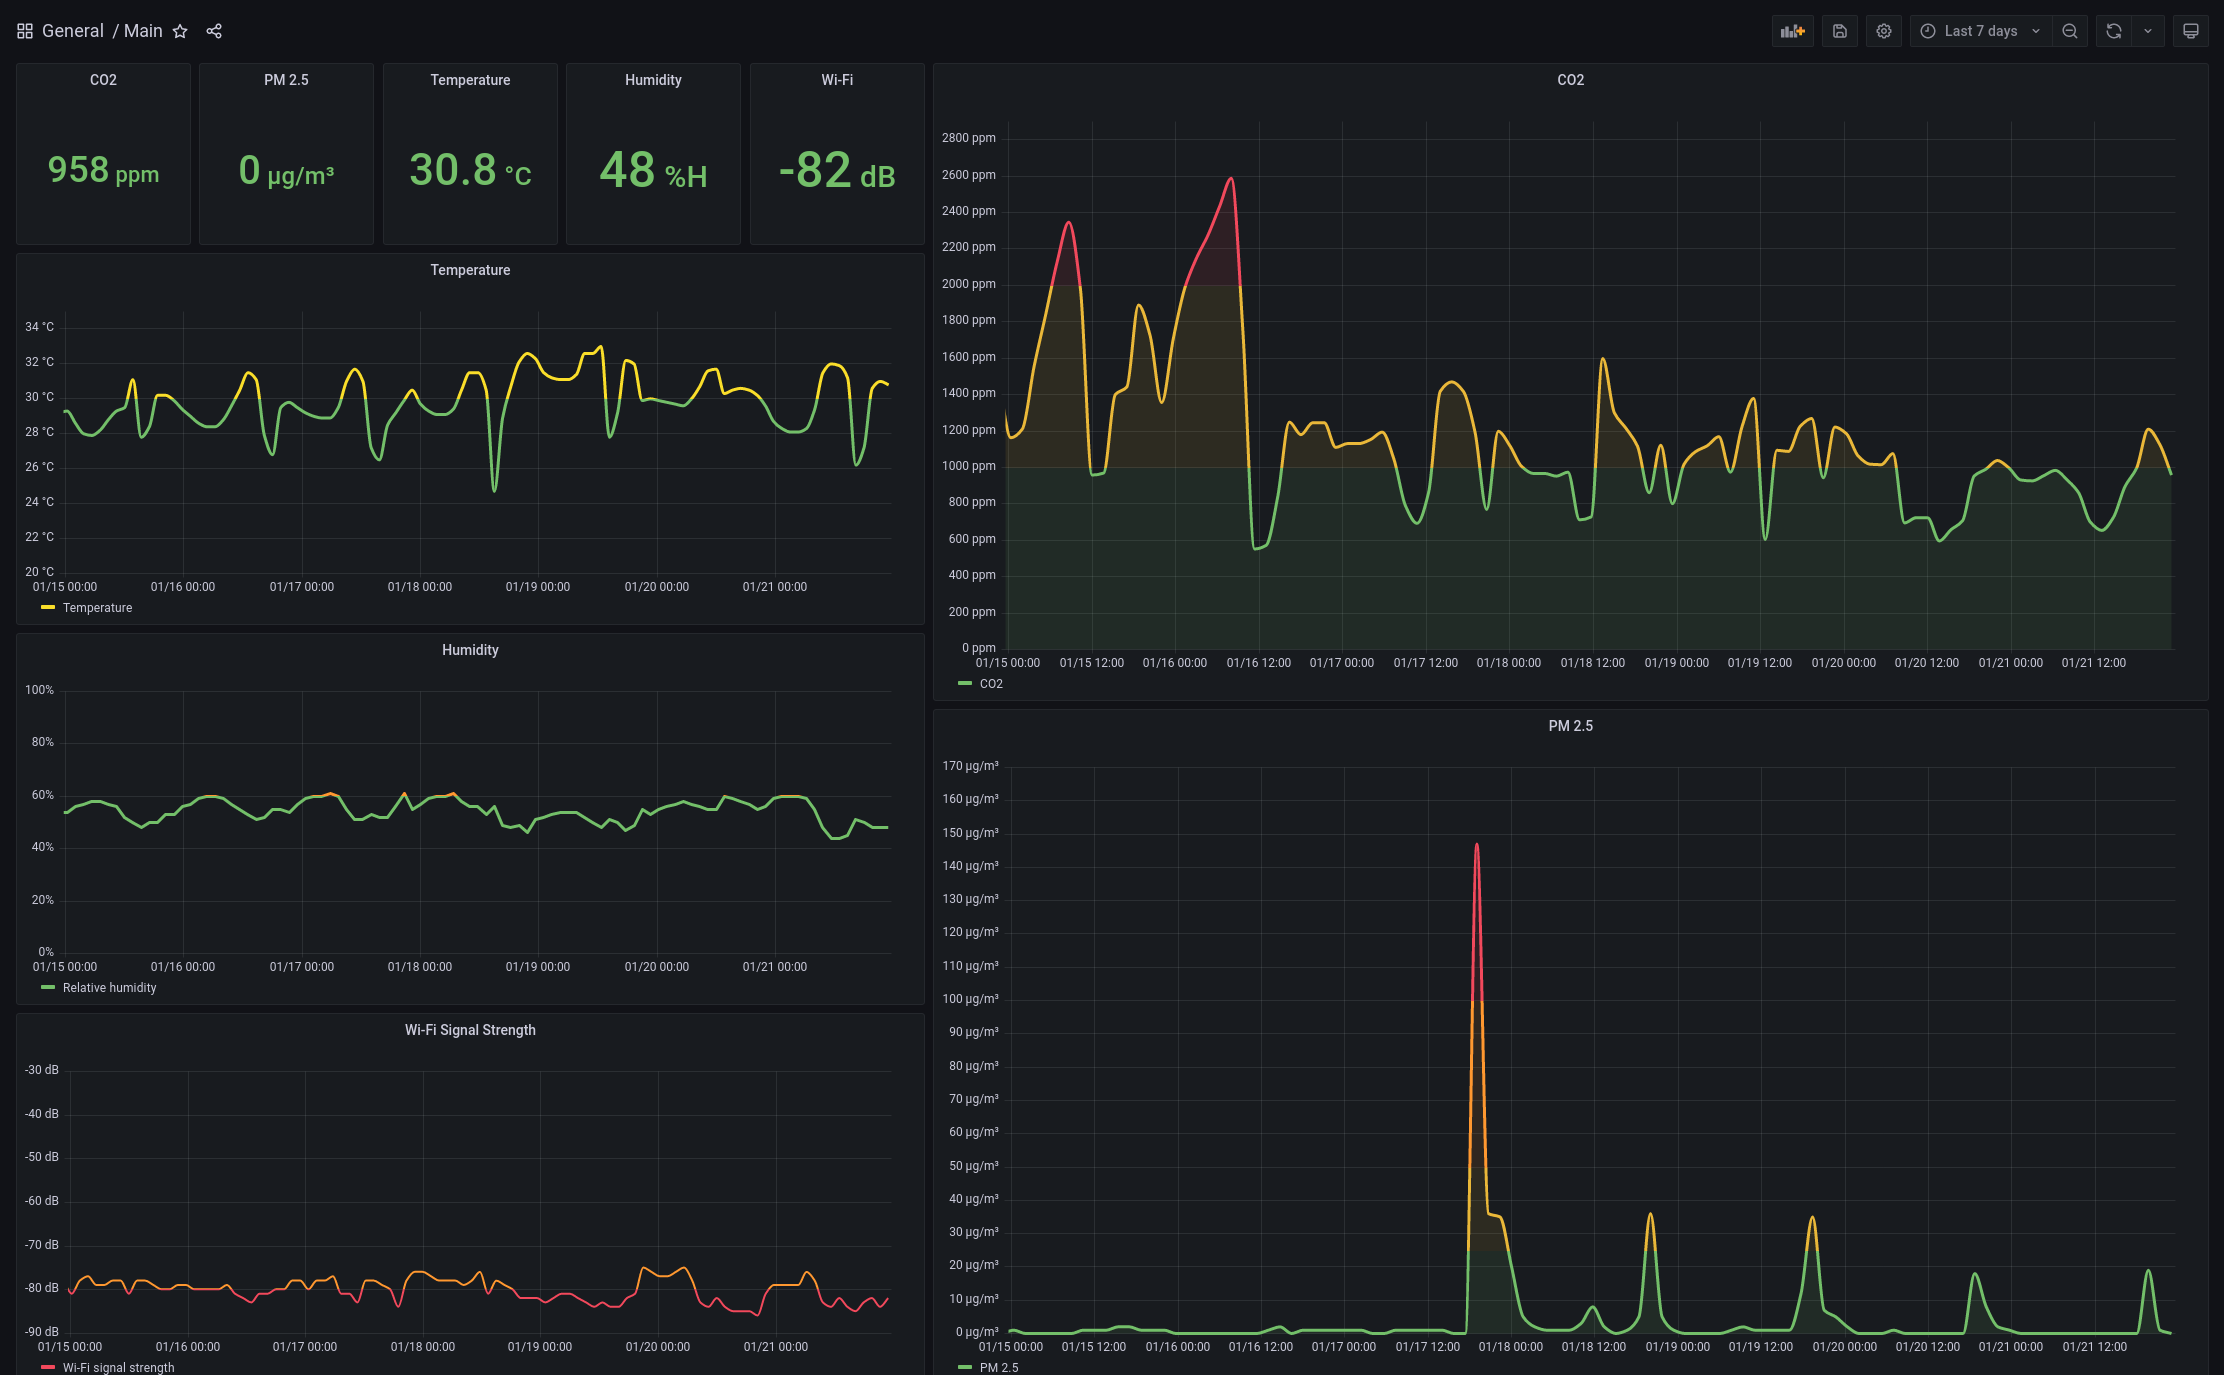 General / Main
Last 7 days
CO2
958 ppm
PM 2.5
0 μg/m³
Temperature
30.8 °C
Humidity
48 %H
Wi-Fi
-82 dB
Temperature
34 °C
32 °C
30 °C
28 °C
26 °C
24 °C
22 °C
20 °C
01/15 00:00 01/16 00:00 01/17 00:00 01/18 00:00 01/19 00:00 01/20 00:00 01/21 00:00
Temperature
Humidity
100%
80%
60%
40%
20%
0%
01/15 00:00 01/16 00:00 01/17 00:00 01/18 00:00 01/19 00:00 01/20 00:00 01/21 00:00
Relative humidity
Wi-Fi Signal Strength
-30 dB
-40 dB
-50 dB
-60 dB
-70 dB
-80 dB
-90 dB
01/15 00:00 01/16 00:00 01/17 00:00 01/18 00:00 01/19 00:00 01/20 00:00 01/21 00:00
Wi-Fi signal strength
CO2
2800 ppm
2600 ppm
2400 ppm
2200 ppm
2000 ppm
1800 ppm
1600 ppm
1400 ppm
1200 ppm
1000 ppm
800 ppm
600 ppm
400 ppm
200 ppm
0 ppm
01/15 00:00 01/15 12:00 01/16 00:00 01/16 12:00 01/17 00:00 01/17 12:00 01/18 00:00 01/18 12:00 01/19 00:00 01/19 12:00 01/20 00:00 01/20 12:00 01/21 00:00 01/21 12:00
CO2
PM 2.5
170 μg/m³
160 μg/m³
150 μg/m³
140 μg/m³
130 μg/m³
120 μg/m³
110 μg/m³
100 μg/m³
90 μg/m³
80 μg/m³
70 μg/m³
60 μg/m³
50 μg/m³
40 μg/m³
30 μg/m³
20 μg/m³
10 μg/m³
0 μg/m³
01/15 00:00 01/15 12:00 01/16 00:00 01/16 12:00 01/17 00:00 01/17 12:00 01/18 00:00 01/18 12:00 01/19 00:00 01/19 12:00 01/20 00:00 01/20 12:00 01/21 00:00 01/21 12:00
PM 2.5